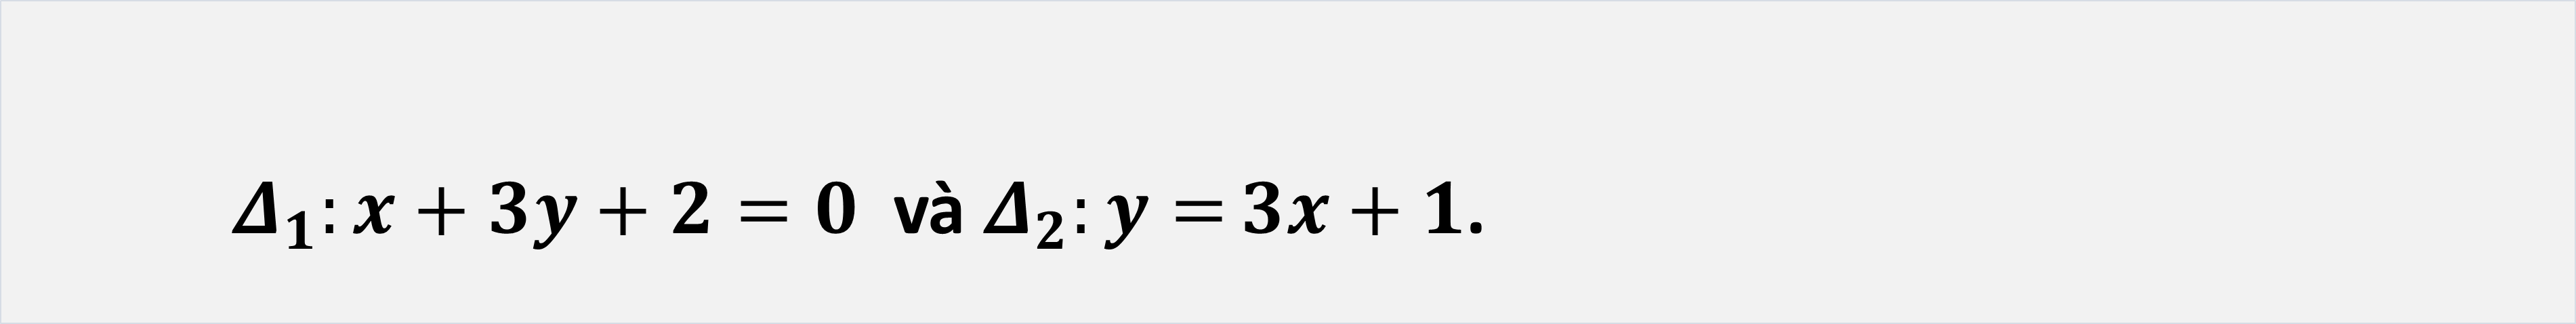 Δ₁: x + 3y + 2 = 0 và Δ₂: y = 3x + 1.